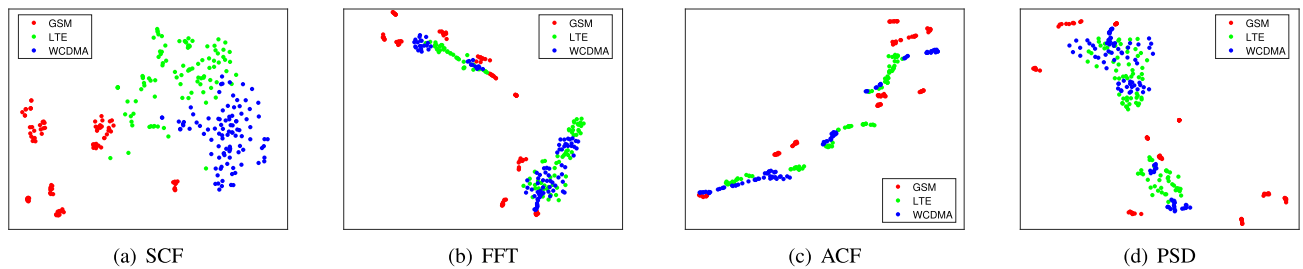 GSM
LTE
WCDMA
(a) SCF
GSM
LTE
WCDMA
(b) FFT
GSM
LTE
WCDMA
(c) ACF
GSM
LTE
WCDMA
(d) PSD